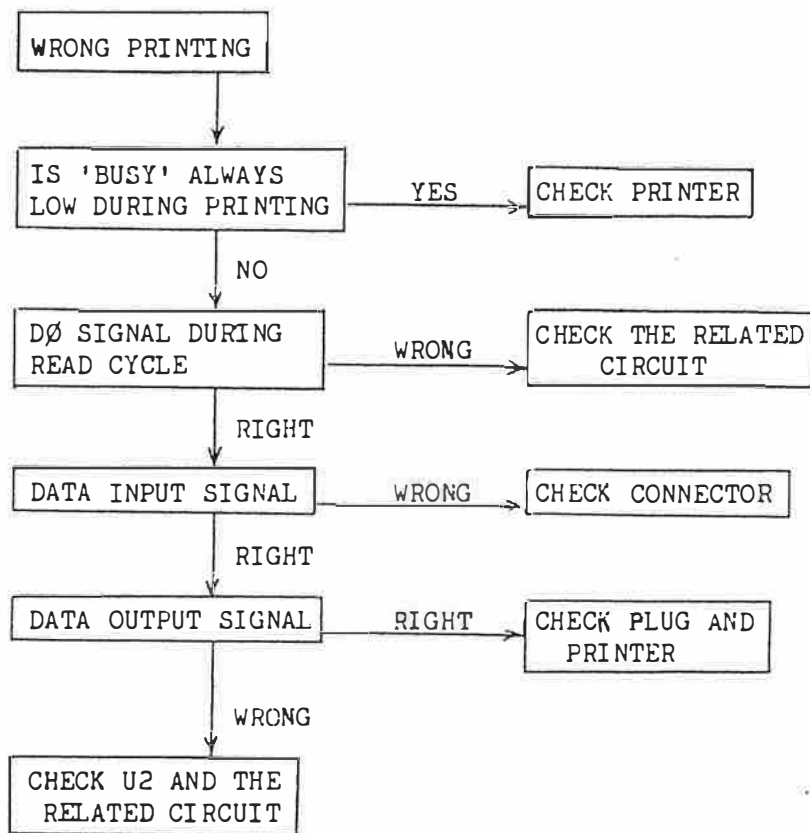 WRONG PRINTING
IS 'BUSY' ALWAYS
LOW DURING PRINTING
YES
CHECK PRINTER
NO
DØ SIGNAL DURING
READ CYCLE
WRONG
CHECK THE RELATED
CIRCUIT
RIGHT
DATA INPUT SIGNAL
WRONG
CHECK CONNECTOR
RIGHT
DATA OUTPUT SIGNAL
RIGHT
CHECK PLUG AND
PRINTER
WRONG
CHECK U2 AND THE
RELATED CIRCUIT